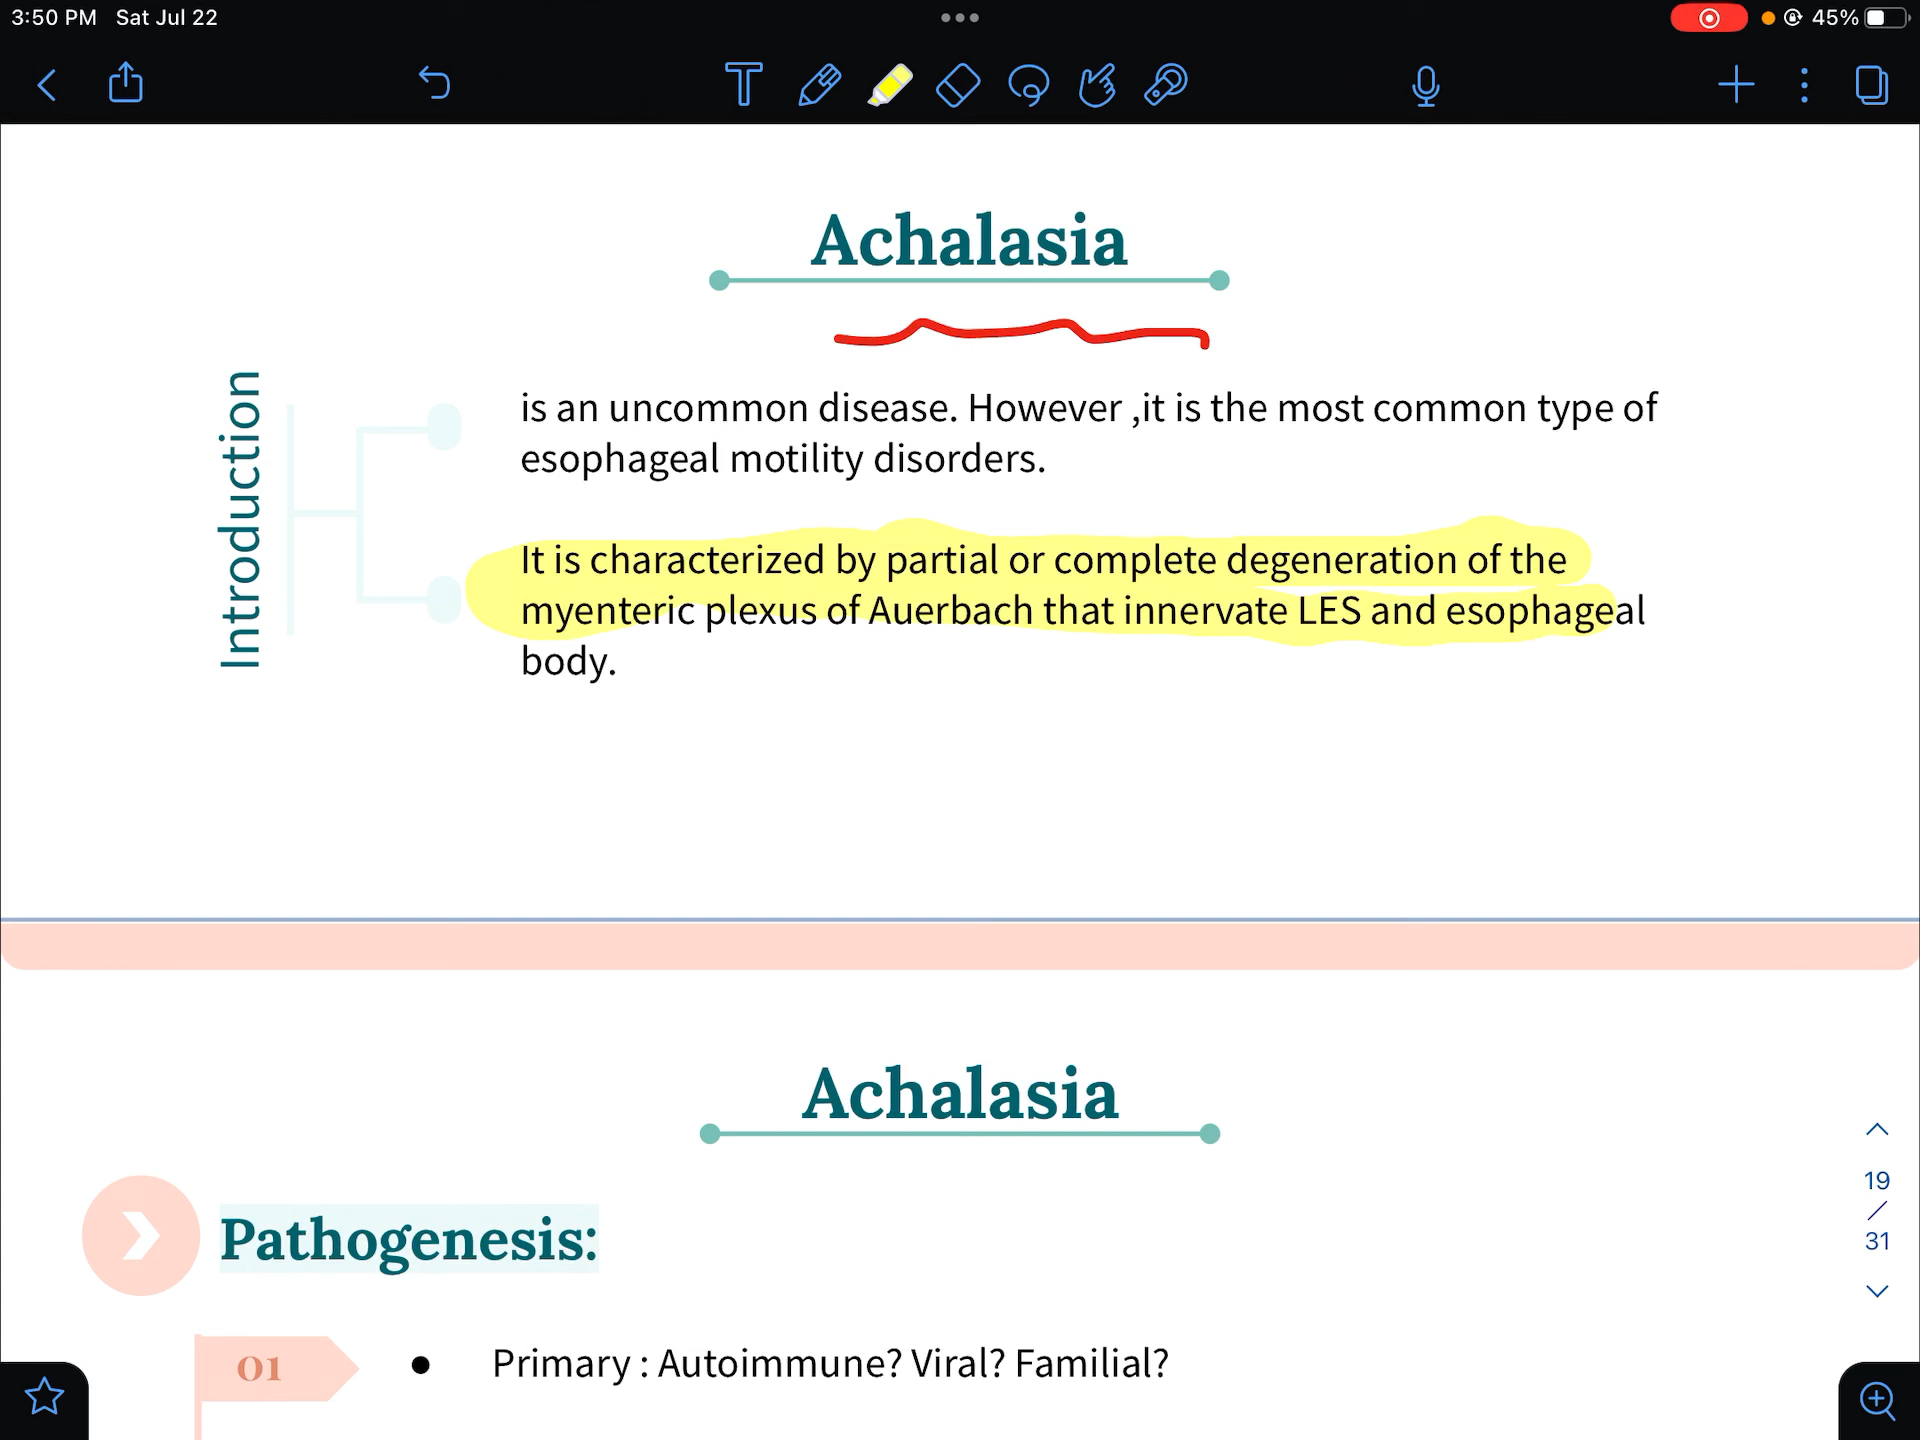 3:50 PM Sat Jul 22
45%
Achalasia
Introduction
is an uncommon disease. However ,it is the most common type of
esophageal motility disorders.
It is characterized by partial or complete degeneration of the
myenteric plexus of Auerbach that innervate LES and esophageal
body.
Achalasia
Pathogenesis:
01
● Primary : Autoimmune? Viral? Familial?
19
/
31